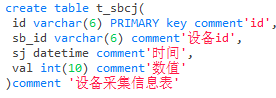 create table t_sbcj(
id varchar(6) PRIMARY key comment'id',
sb_id varchar(6) comment'设备id',
sj datetime comment'时间',
val int(10) comment'数值'
)comment '设备采集信息表'